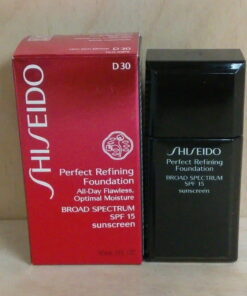 D 30
SHISEIDO
Perfect Refining
Foundation
All-Day Flawless,
Optimal Moisture
BROAD SPECTRUM
SPF 15
sunscreen
SHISEIDO
Perfect Refining
Foundation
BROAD SPECTRUM
SPF 15
sunscreen